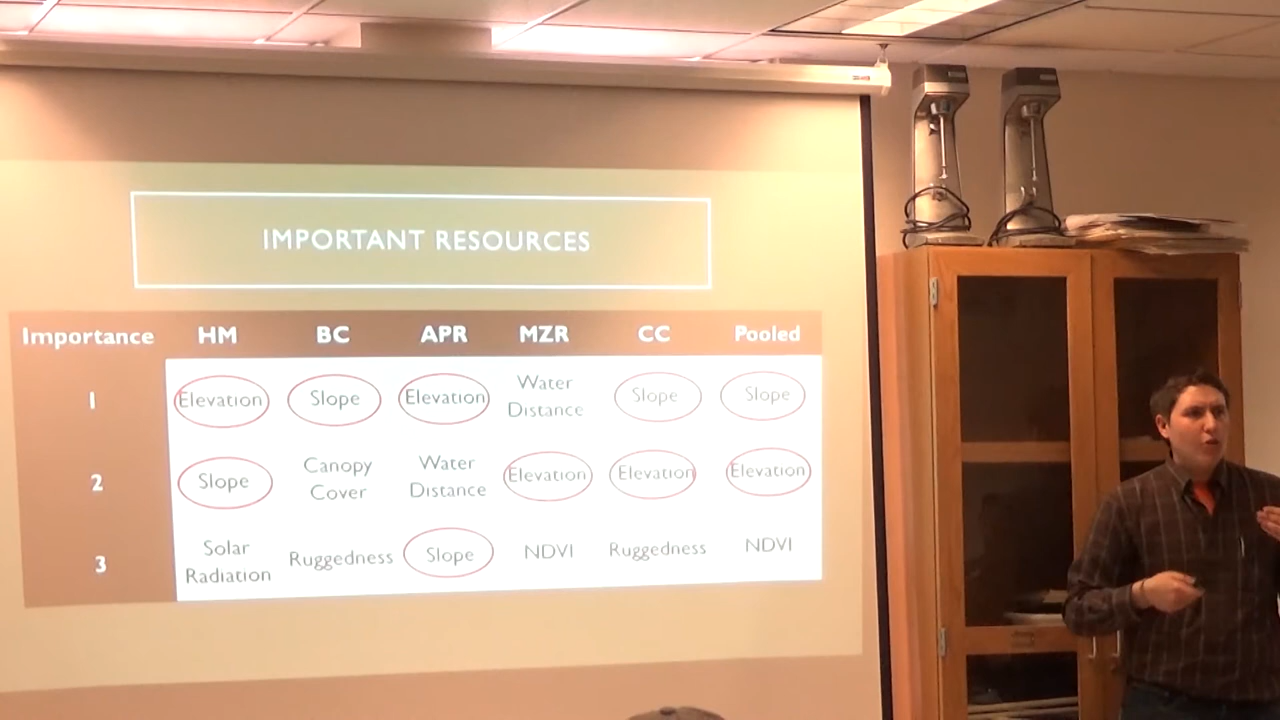 IMPORTANT RESOURCES
Importance HM BC APR MZR CC Pooled
1 Elevation Slope Elevation Water Distance Slope Slope
2 Slope Canopy Cover Water Distance Elevation Elevation Elevation
3 Solar Radiation Ruggedness Slope NDVI Ruggedness NDVI